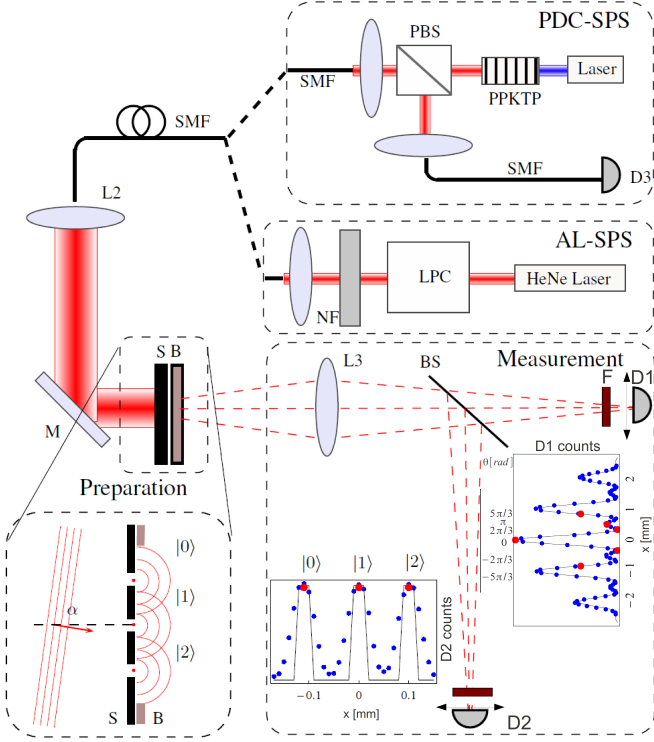 PDC-SPS
PBS
Laser
SMF
PPKTP
SMF
SMF
D3
L2
AL-SPS
LPC
HeNe Laser
NF
S B
L3
BS
Measurement
F D1
M
Preparation
D1 counts
θ[rad]
5π/3
π
2π/3
0
−2π/3
−5π/3
2
1
0
−1
−2
x [mm]
|0⟩
|1⟩
|2⟩
α
S B
|0⟩ |1⟩ |2⟩
D2 counts
−0.1 0 0.1
x [mm]
D2